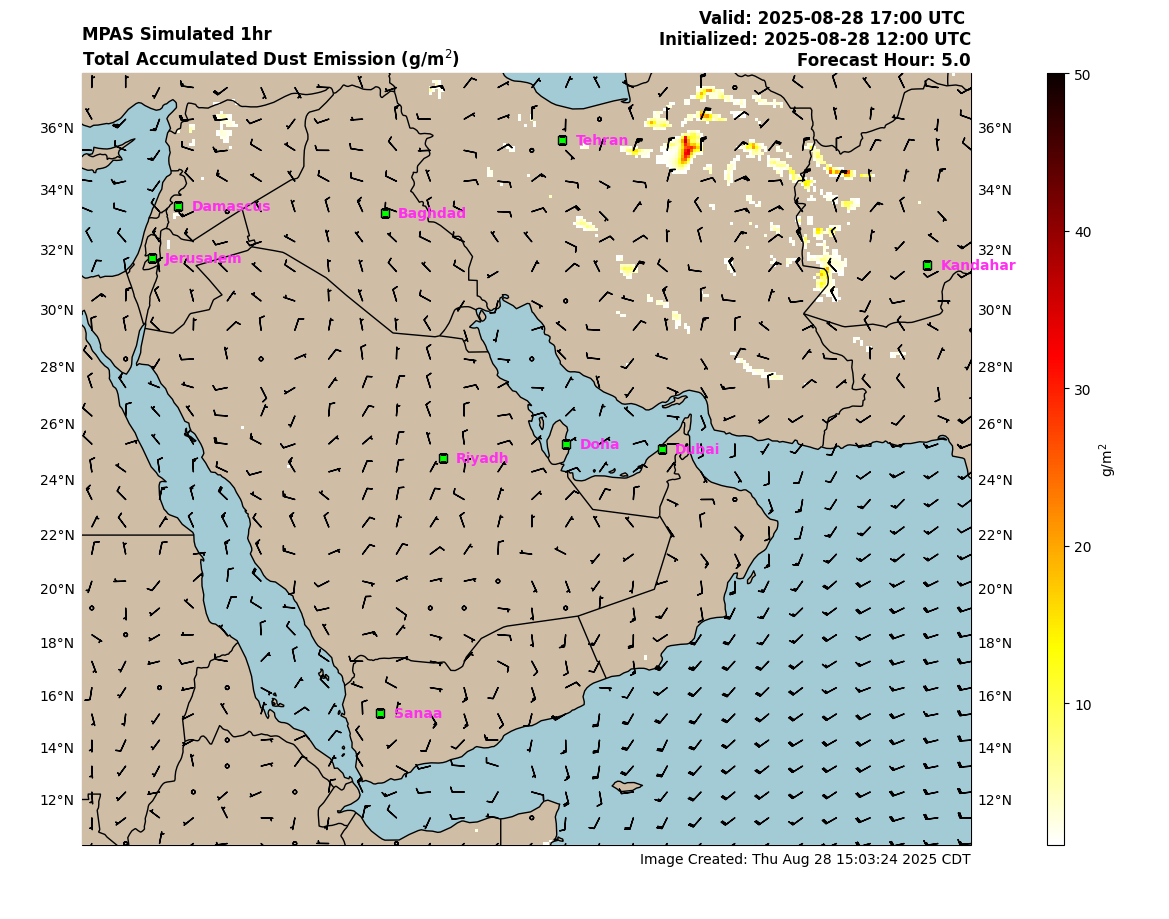 MPAS Simulated 1hr
Total Accumulated Dust Emission (g/m²)
Valid: 2025-08-28 17:00 UTC
Initialized: 2025-08-28 12:00 UTC
Forecast Hour: 5.0
36°N
34°N
32°N
30°N
28°N
26°N
24°N
22°N
20°N
18°N
16°N
14°N
12°N
Tehran
Damascus
Baghdad
Jerusalem
Kandahar
Doha
Dubai
Riyadh
Sanaa
36°N
34°N
32°N
30°N
28°N
26°N
24°N
22°N
20°N
18°N
16°N
14°N
12°N
50
40
30
20
10
g/m²
Image Created: Thu Aug 28 15:03:24 2025 CDT